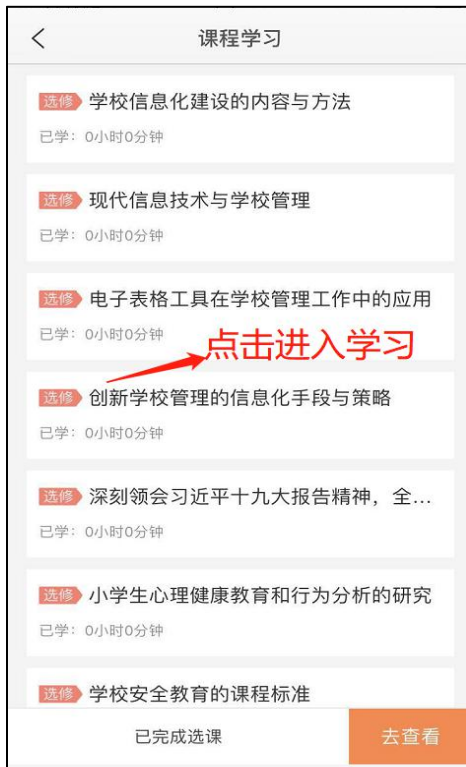 课程学习
选修 学校信息化建设的内容与方法
已学：0小时0分钟
选修 现代信息技术与学校管理
已学：0小时0分钟
选修 电子表格工具在学校管理工作中的应用
已学：0小时0分钟
点击进入学习
选修 创新学校管理的信息化手段与策略
已学：0小时0分钟
选修 深刻领会习近平十九大报告精神，全...
已学：0小时0分钟
选修 小学生心理健康教育和行为分析的研究
已学：0小时0分钟
选修 学校安全教育的课程标准
已完成选课 去查看